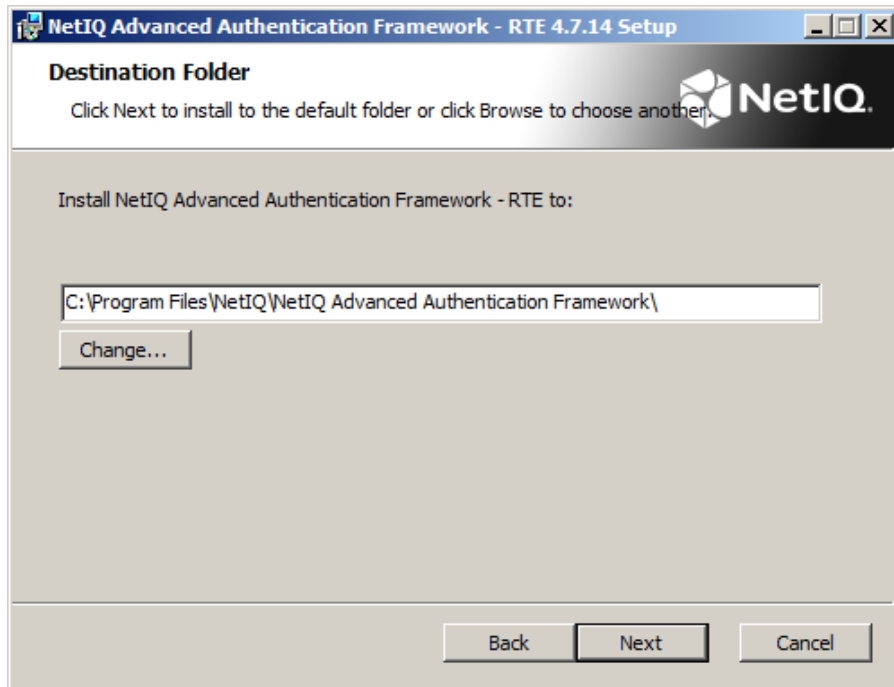 NetIQ Advanced Authentication Framework - RTE 4.7.14 Setup
Destination Folder
Click Next to install to the default folder or click Browse to choose another.
NetIQ.
Install NetIQ Advanced Authentication Framework - RTE to:
C:\Program Files\NetIQ\NetIQ Advanced Authentication Framework\
Change...
Back Next Cancel